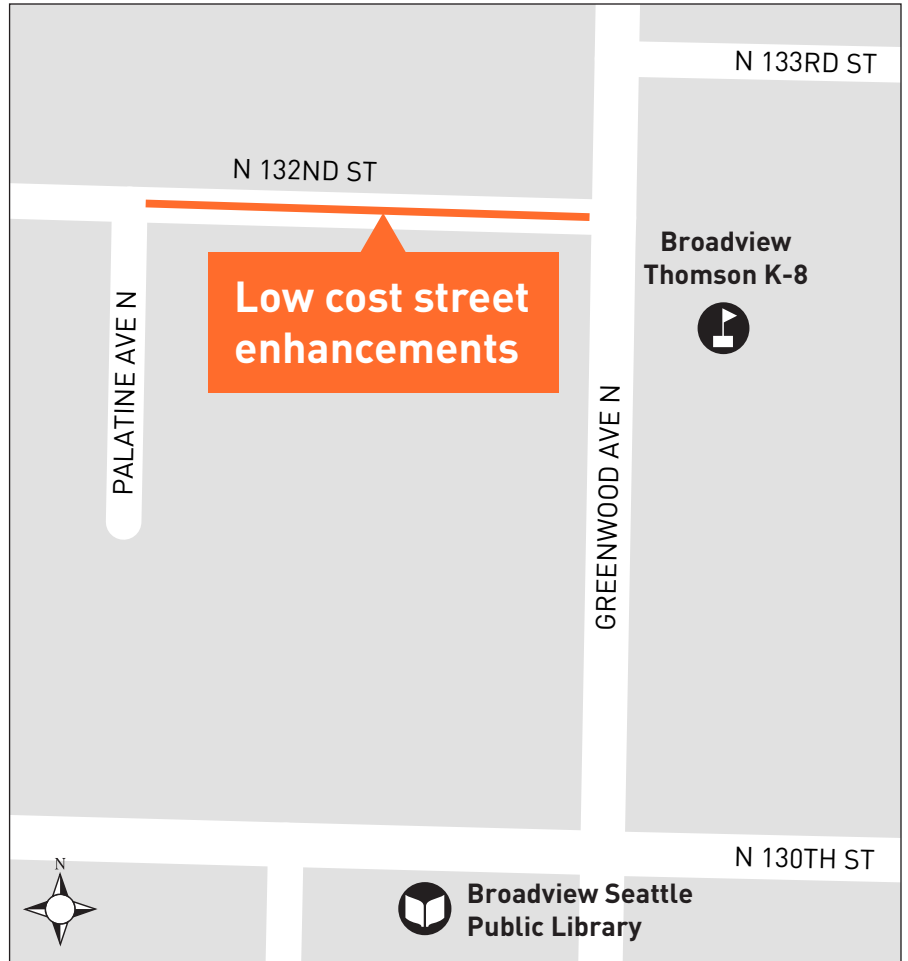 N 133RD ST
N 132ND ST
Broadview
Thomson K-8
Low cost street
enhancements
PALATINE AVE N
GREENWOOD AVE N
N 130TH ST
N
Broadview Seattle
Public Library